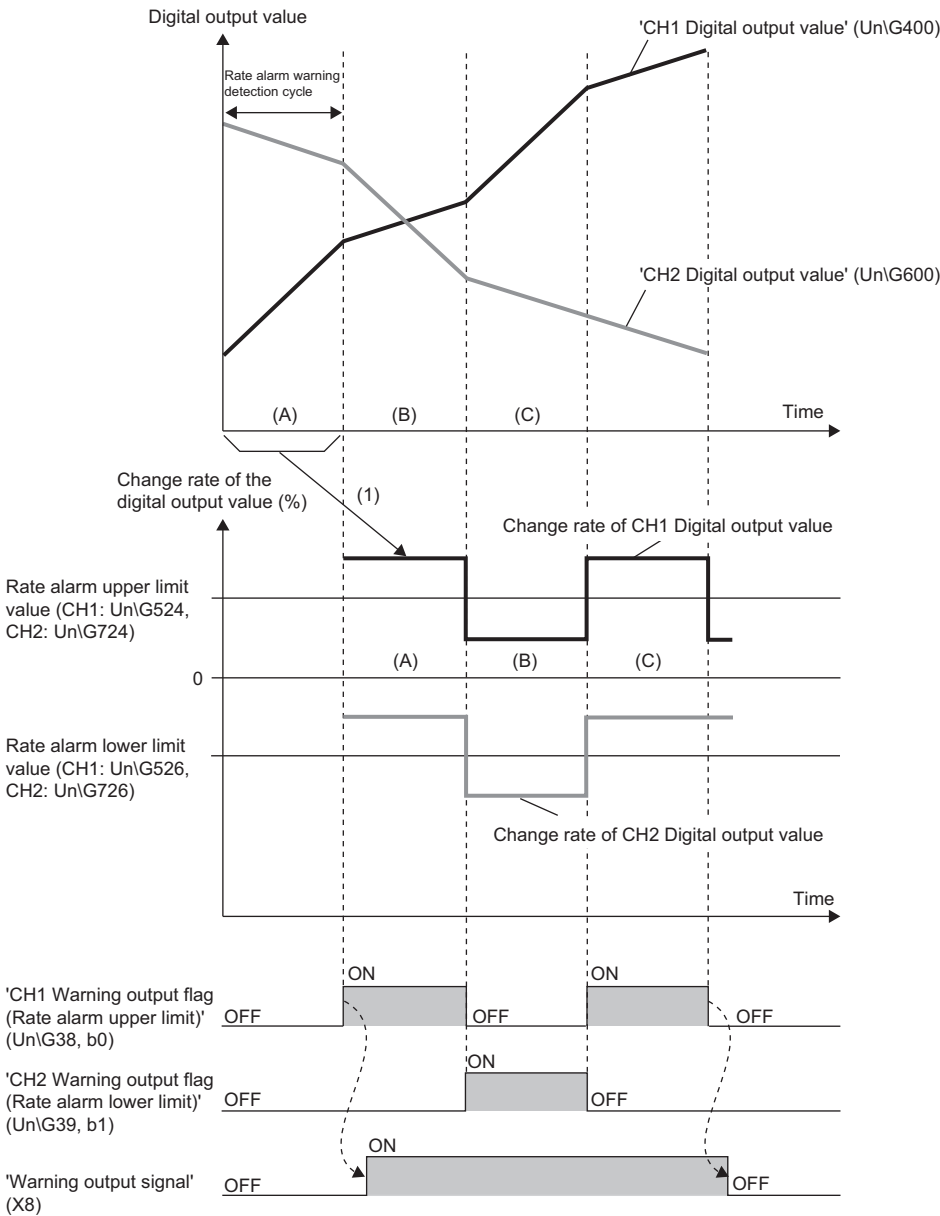 Digital output value
'CH1 Digital output value' (Un\G400)
Rate alarm warning
detection cycle
'CH2 Digital output value' (Un\G600)
(A)
(B)
(C)
Time
Change rate of the
digital output value (%)
(1)
Change rate of CH1 Digital output value
Rate alarm upper limit
value (CH1: Un\G524,
CH2: Un\G724)
(A)
(B)
(C)
0
Rate alarm lower limit
value (CH1: Un\G526,
CH2: Un\G726)
Change rate of CH2 Digital output value
Time
ON
ON
'CH1 Warning output flag
(Rate alarm upper limit)'
(Un\G38, b0)
OFF
OFF
OFF
ON
'CH2 Warning output flag
(Rate alarm lower limit)'
(Un\G39, b1)
OFF
OFF
ON
'Warning output signal'
(X8)
OFF
OFF